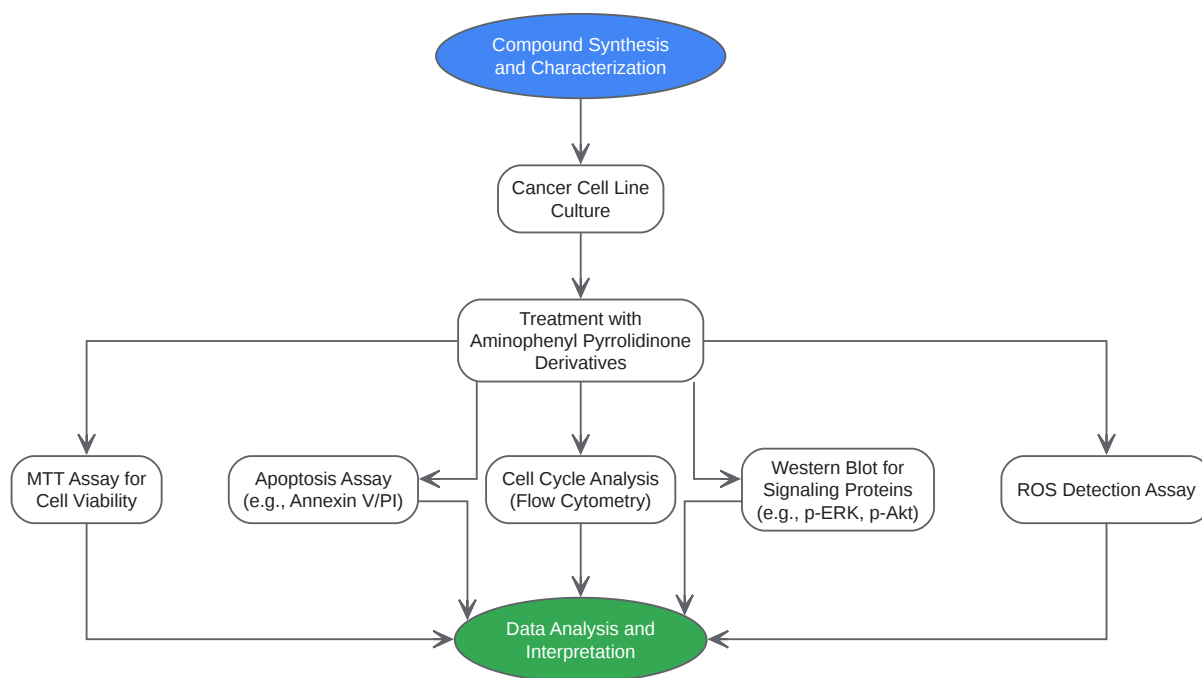 Compound Synthesis
and Characterization
Cancer Cell Line
Culture
Treatment with
Aminophenyl Pyrrolidinone
Derivatives
MTT Assay for
Cell Viability
Apoptosis Assay
(e.g., Annexin V/PI)
Cell Cycle Analysis
(Flow Cytometry)
Western Blot for
Signaling Proteins
(e.g., p-ERK, p-Akt)
ROS Detection Assay
Data Analysis and
Interpretation